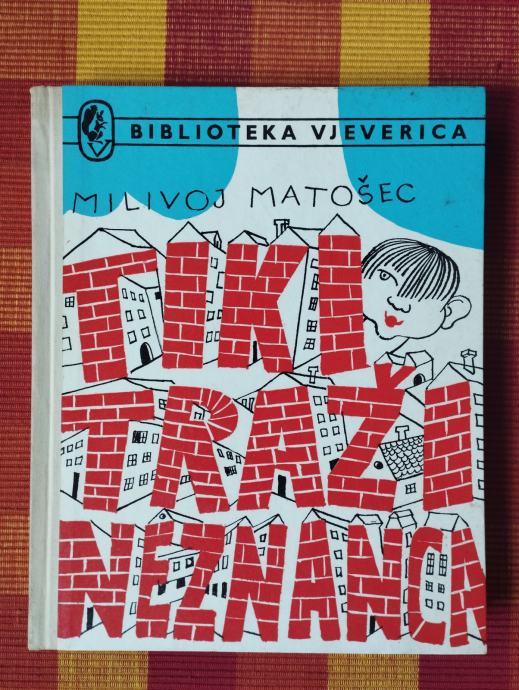 V
BIBLIOTEKA VJEVERICA
MILIVOJ MATOŠEC
TIKI
TRAŽI
NEZNANCA